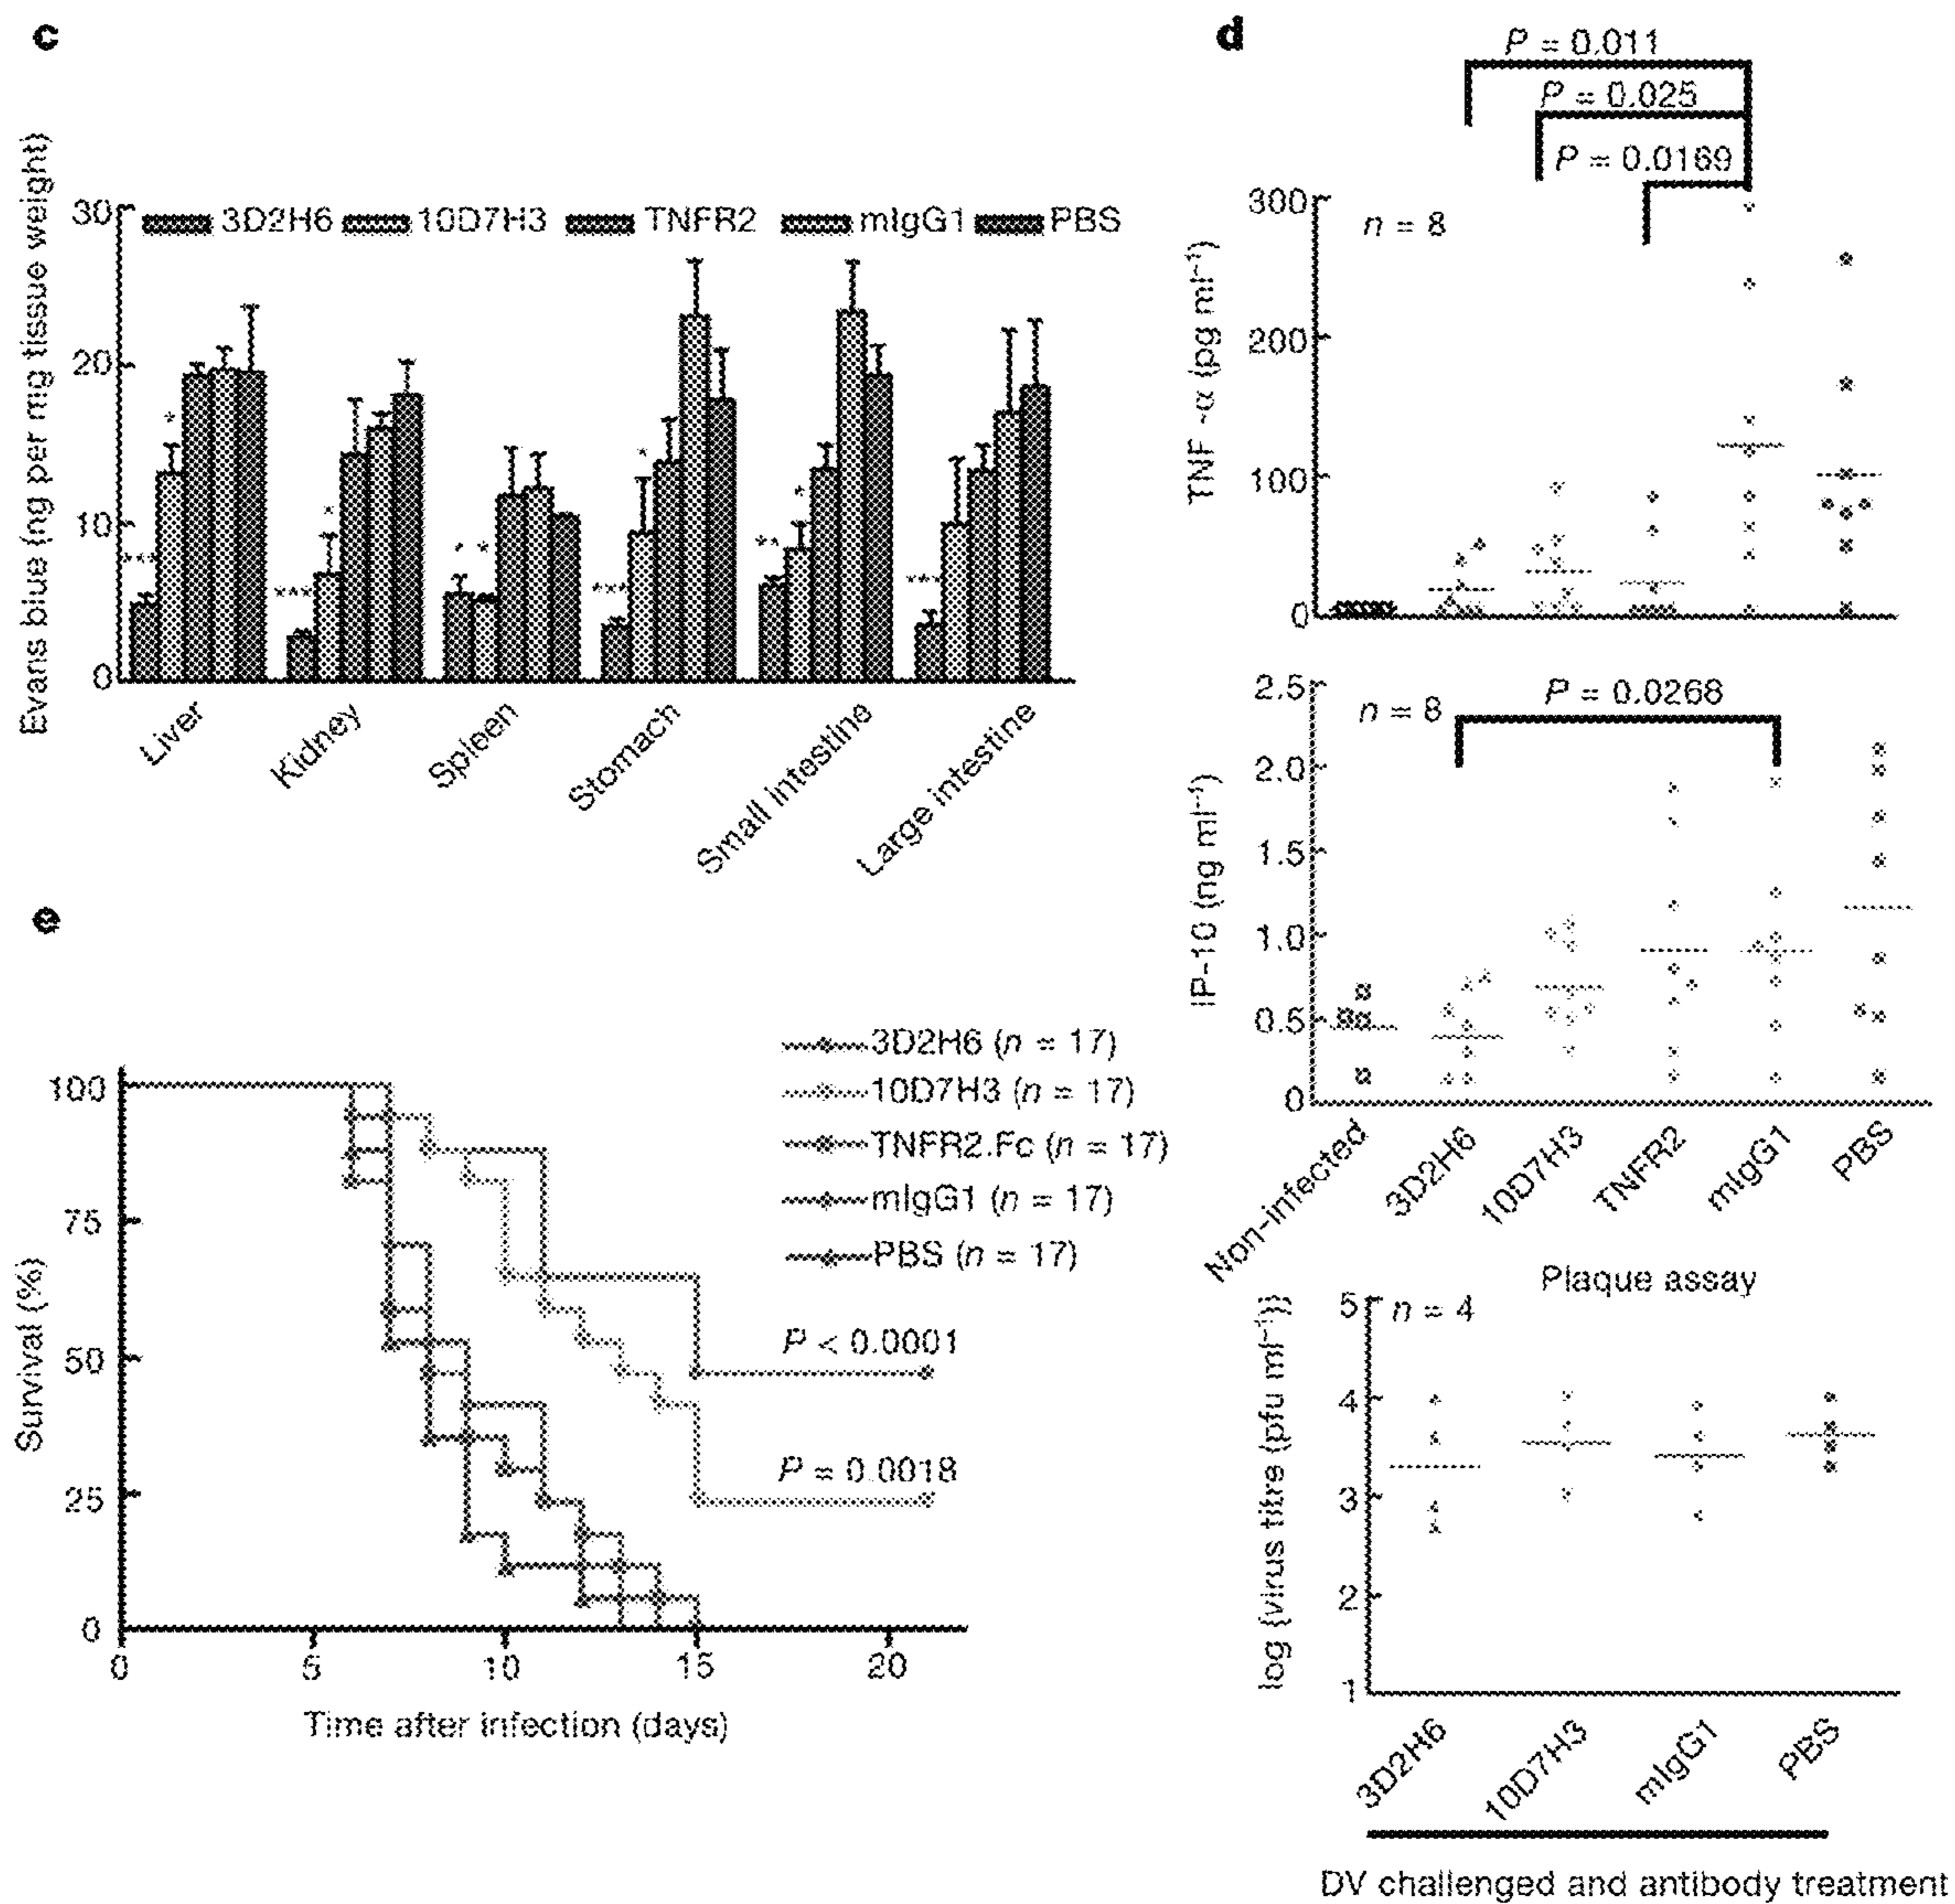 c
Evans blue (ng per mg tissue weight)
30
20
10
0
3D2H6 10D7H3 TNFR2 mIgG1 PBS
*** *
*** *
* *
*** *
** *
***
Liver
Kidney
Spleen
Stomach
Small intestine
Large intestine
d
P = 0.011
P = 0.025
P = 0.0169
TNF-α (pg ml⁻¹)
300
200
100
0
n = 8
IP-10 (ng ml⁻¹)
2.5
2.0
1.5
1.0
0.5
0
n = 8
P = 0.0268
Non-infected
3D2H6
10D7H3
TNFR2
mIgG1
PBS
Plaque assay
log {virus titre (pfu ml⁻¹)}
5
4
3
2
1
n = 4
3D2H6
10D7H3
mIgG1
PBS
DV challenged and antibody treatment
e
Survival (%)
100
75
50
25
0
3D2H6 (n = 17)
10D7H3 (n = 17)
TNFR2.Fc (n = 17)
mIgG1 (n = 17)
PBS (n = 17)
P < 0.0001
P = 0.0018
0 5 10 15 20
Time after infection (days)